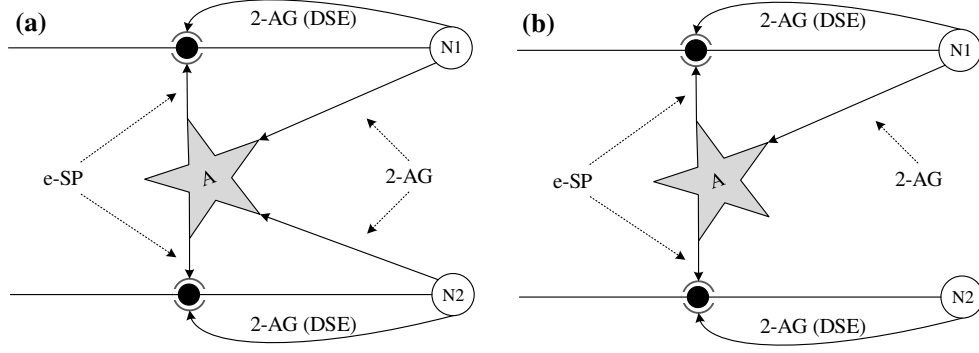 (a)
2-AG (DSE)
N1
e-SP
A
2-AG
N2
2-AG (DSE)
(b)
2-AG (DSE)
N1
e-SP
A
2-AG
N2
2-AG (DSE)